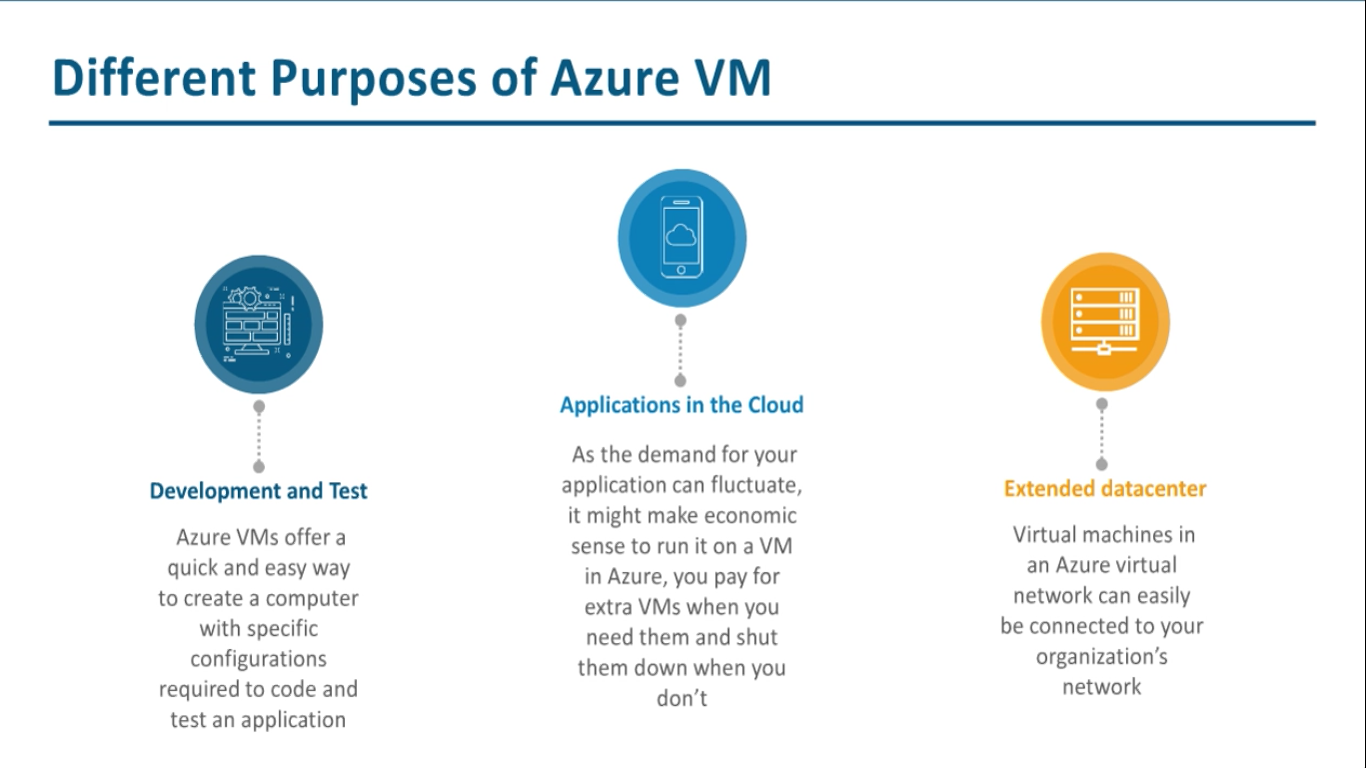 Different Purposes of Azure VM
Development and Test
Azure VMs offer a
quick and easy way
to create a computer
with specific
configurations
required to code and
test an application
Applications in the Cloud
As the demand for your
application can fluctuate,
it might make economic
sense to run it on a VM
in Azure, you pay for
extra VMs when you
need them and shut
them down when you
don’t
Extended datacenter
Virtual machines in
an Azure virtual
network can easily
be connected to your
organization’s
network